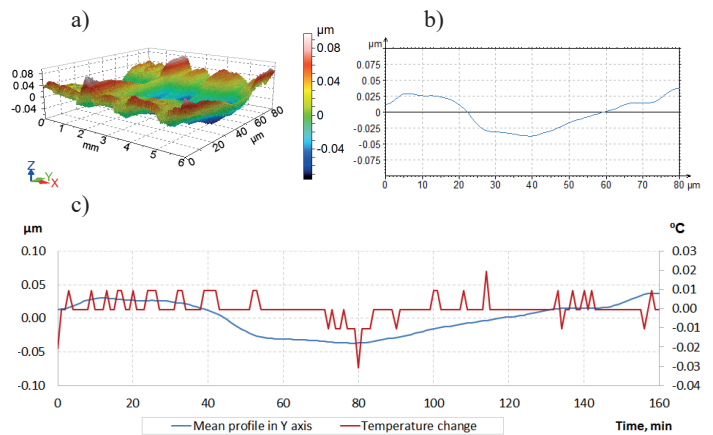 a)
µm
0.08
0.04
0
-0.04
0.08
0.04
0
-0.04
0
1
2
3
4
5
6
mm
0
20
40
60
80
µm
Z
Y
X
b)
µm
0.075
0.05
0.025
0
-0.025
-0.05
-0.075
0 10 20 30 40 50 60 70 80 µm
c)
µm
ºC
0.10
0.05
0.00
-0.05
-0.10
0.03
0.02
0.01
0.00
-0.01
-0.02
-0.03
-0.04
0 20 40 60 80 100 120 140 160
Mean profile in Y axis Temperature change Time, min